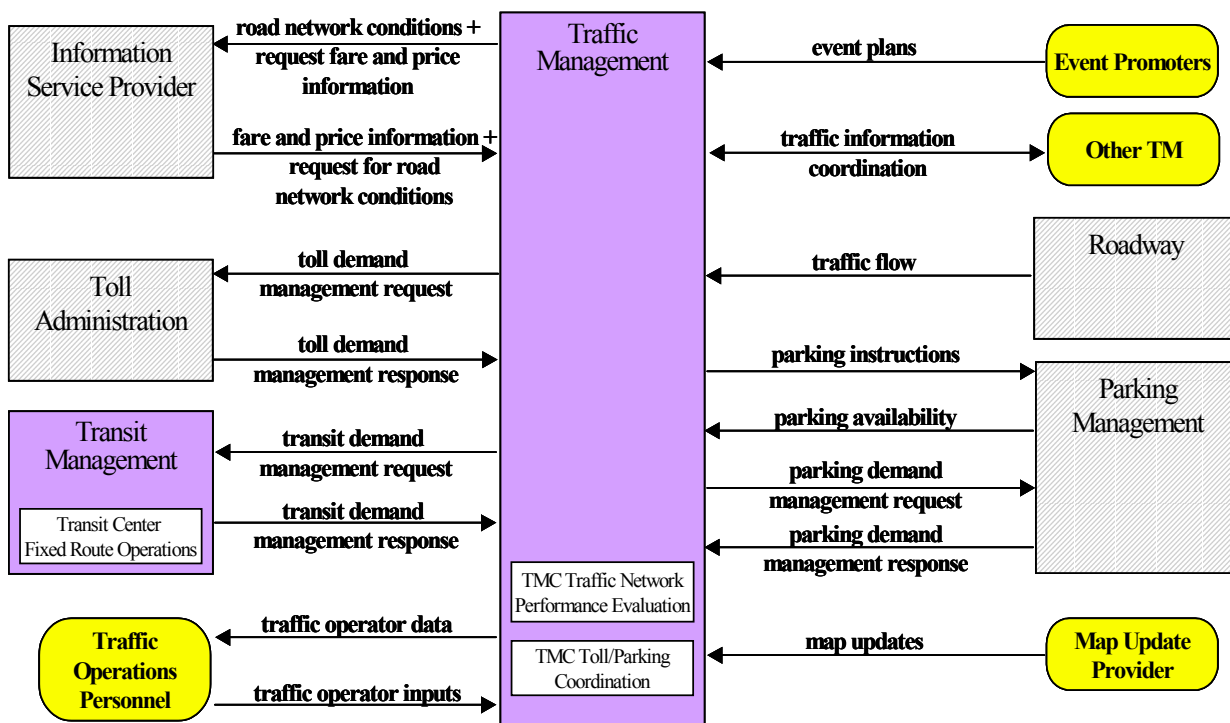 Information
Service Provider
road network conditions +
request fare and price
information
fare and price information +
request for road
network conditions
Toll
Administration
toll demand
management request
toll demand
management response
Transit
Management
Transit Center
Fixed Route Operations
transit demand
management request
transit demand
management response
Traffic
Operations
Personnel
traffic operator data
traffic operator inputs
Traffic
Management
TMC Traffic Network
Performance Evaluation
TMC Toll/Parking
Coordination
event plans
Event Promoters
traffic information
coordination
Other TM
traffic flow
Roadway
parking instructions
parking availability
parking demand
management request
parking demand
management response
Parking
Management
map updates
Map Update
Provider